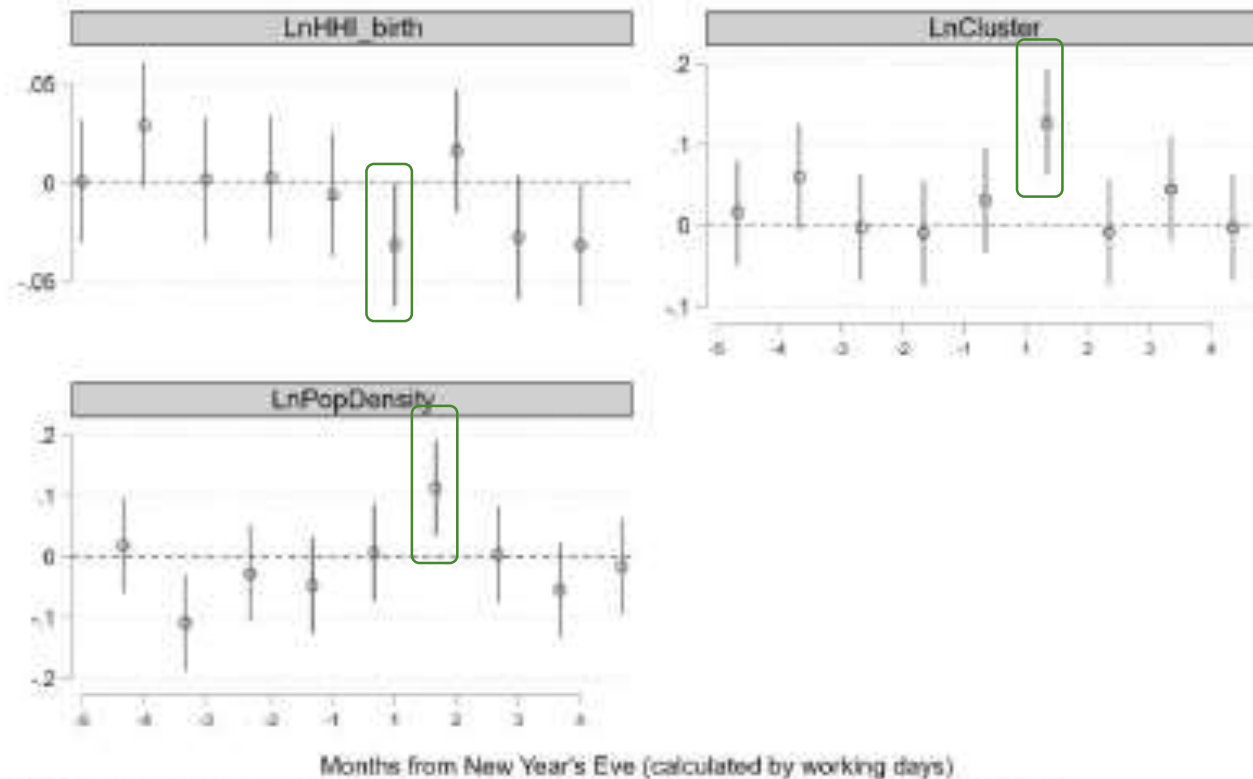 LnHHI_birth
.05
0
-.05
LnCluster
.2
.1
0
-.1
-5 -4 -3 -2 -1 1 2 3 4
LnPopDensity
.2
.1
0
-.1
-.2
-5 -4 -3 -2 -1 1 2 3 4
Months from New Year's Eve (calculated by working days)